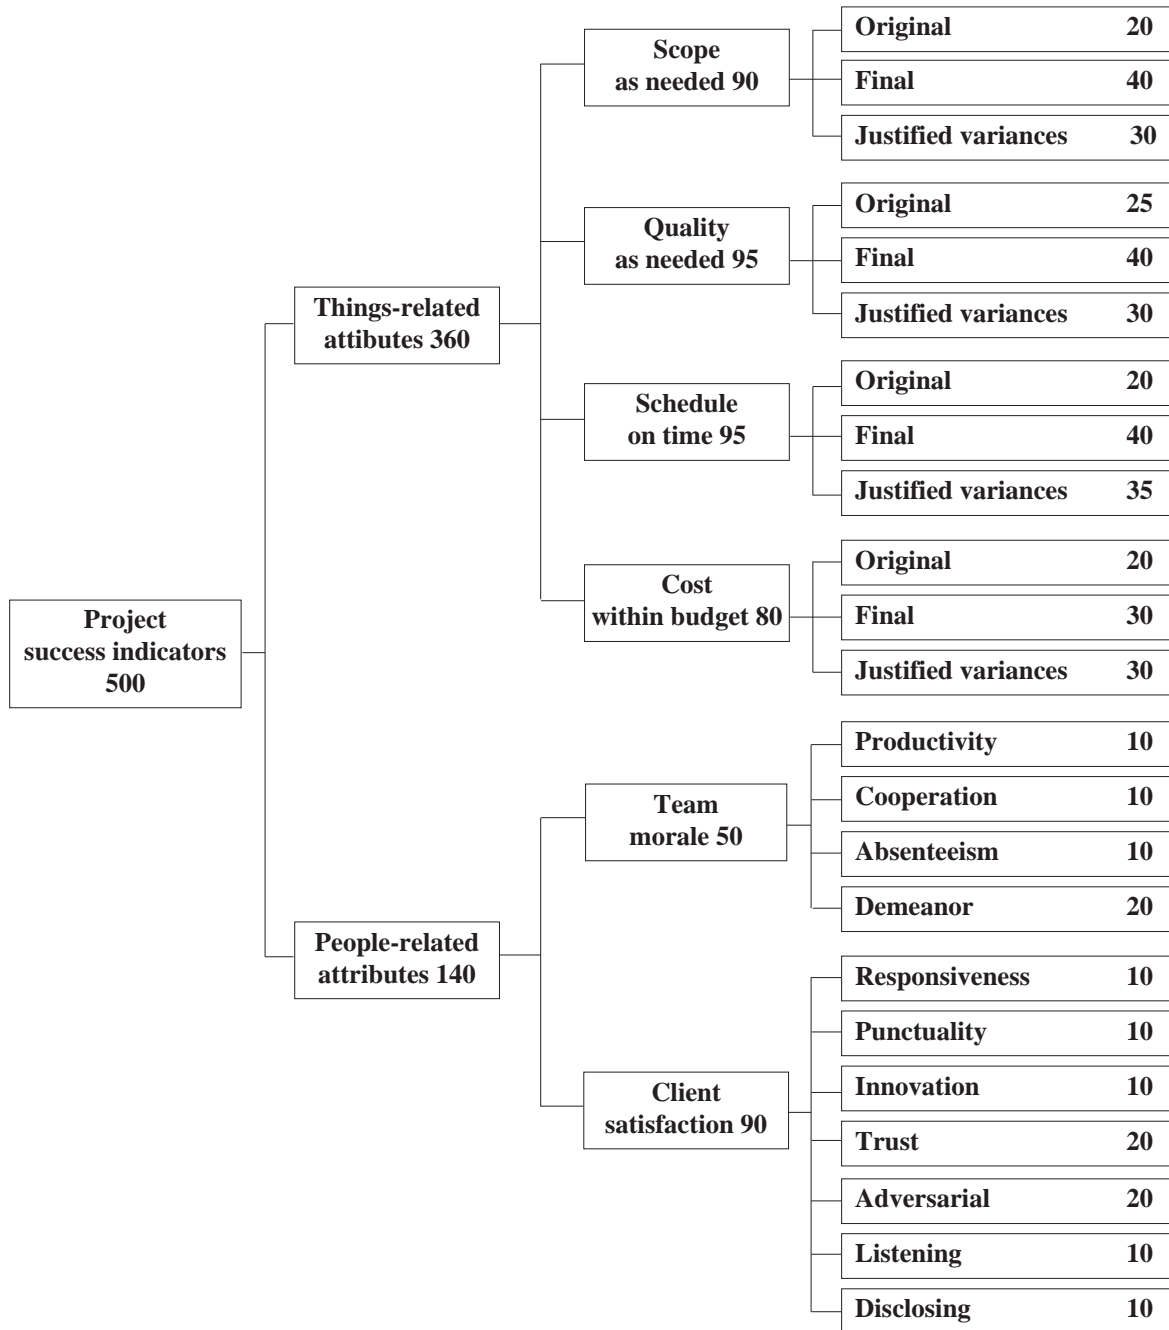 Project
success indicators
500
Things-related
attibutes 360
People-related
attributes 140
Scope
as needed 90
Quality
as needed 95
Schedule
on time 95
Cost
within budget 80
Team
morale 50
Client
satisfaction 90
Original 20
Final 40
Justified variances 30
Original 25
Final 40
Justified variances 30
Original 20
Final 40
Justified variances 35
Original 20
Final 30
Justified variances 30
Productivity 10
Cooperation 10
Absenteeism 10
Demeanor 20
Responsiveness 10
Punctuality 10
Innovation 10
Trust 20
Adversarial 20
Listening 10
Disclosing 10